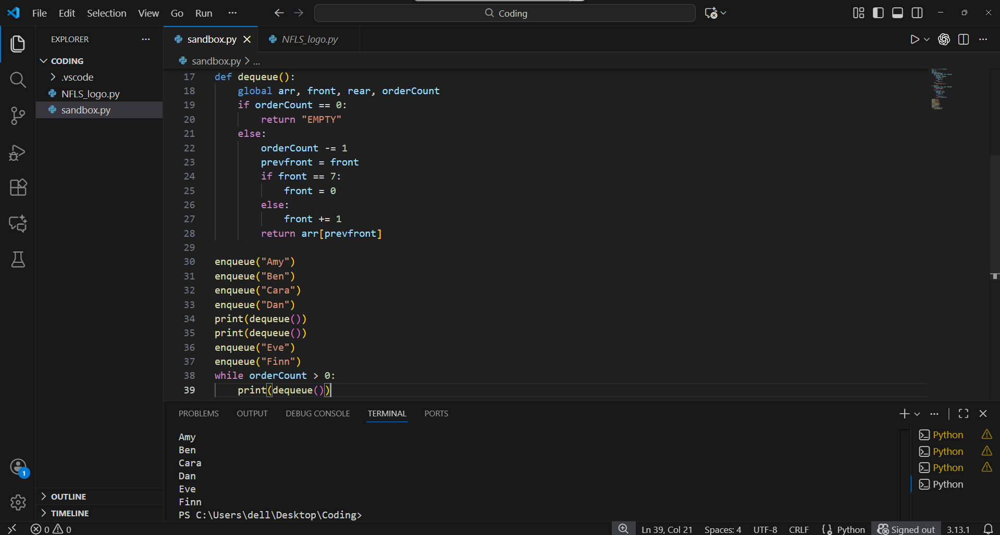 File Edit Selection View Go Run ···
Coding
EXPLORER ···
CODING
.vscode
NFLS_logo.py
sandbox.py
OUTLINE
TIMELINE
1
sandbox.py
NFLS_logo.py
sandbox.py > ...
17 def dequeue():
18     global arr, front, rear, orderCount
19     if orderCount == 0:
20         return "EMPTY"
21     else:
22         orderCount -= 1
23         prevfront = front
24         if front == 7:
25             front = 0
26         else:
27             front += 1
28         return arr[prevfront]
29
30 enqueue("Amy")
31 enqueue("Ben")
32 enqueue("Cara")
33 enqueue("Dan")
34 print(dequeue())
35 print(dequeue())
36 enqueue("Eve")
37 enqueue("Finn")
38 while orderCount > 0:
39     print(dequeue())
PROBLEMS OUTPUT DEBUG CONSOLE TERMINAL PORTS
Amy
Ben
Cara
Dan
Eve
Finn
PS C:\Users\dell\Desktop\Coding>
Python
Python
Python
Python
0 0
Ln 39, Col 21 Spaces: 4 UTF-8 CRLF {} Python Signed out 3.13.1